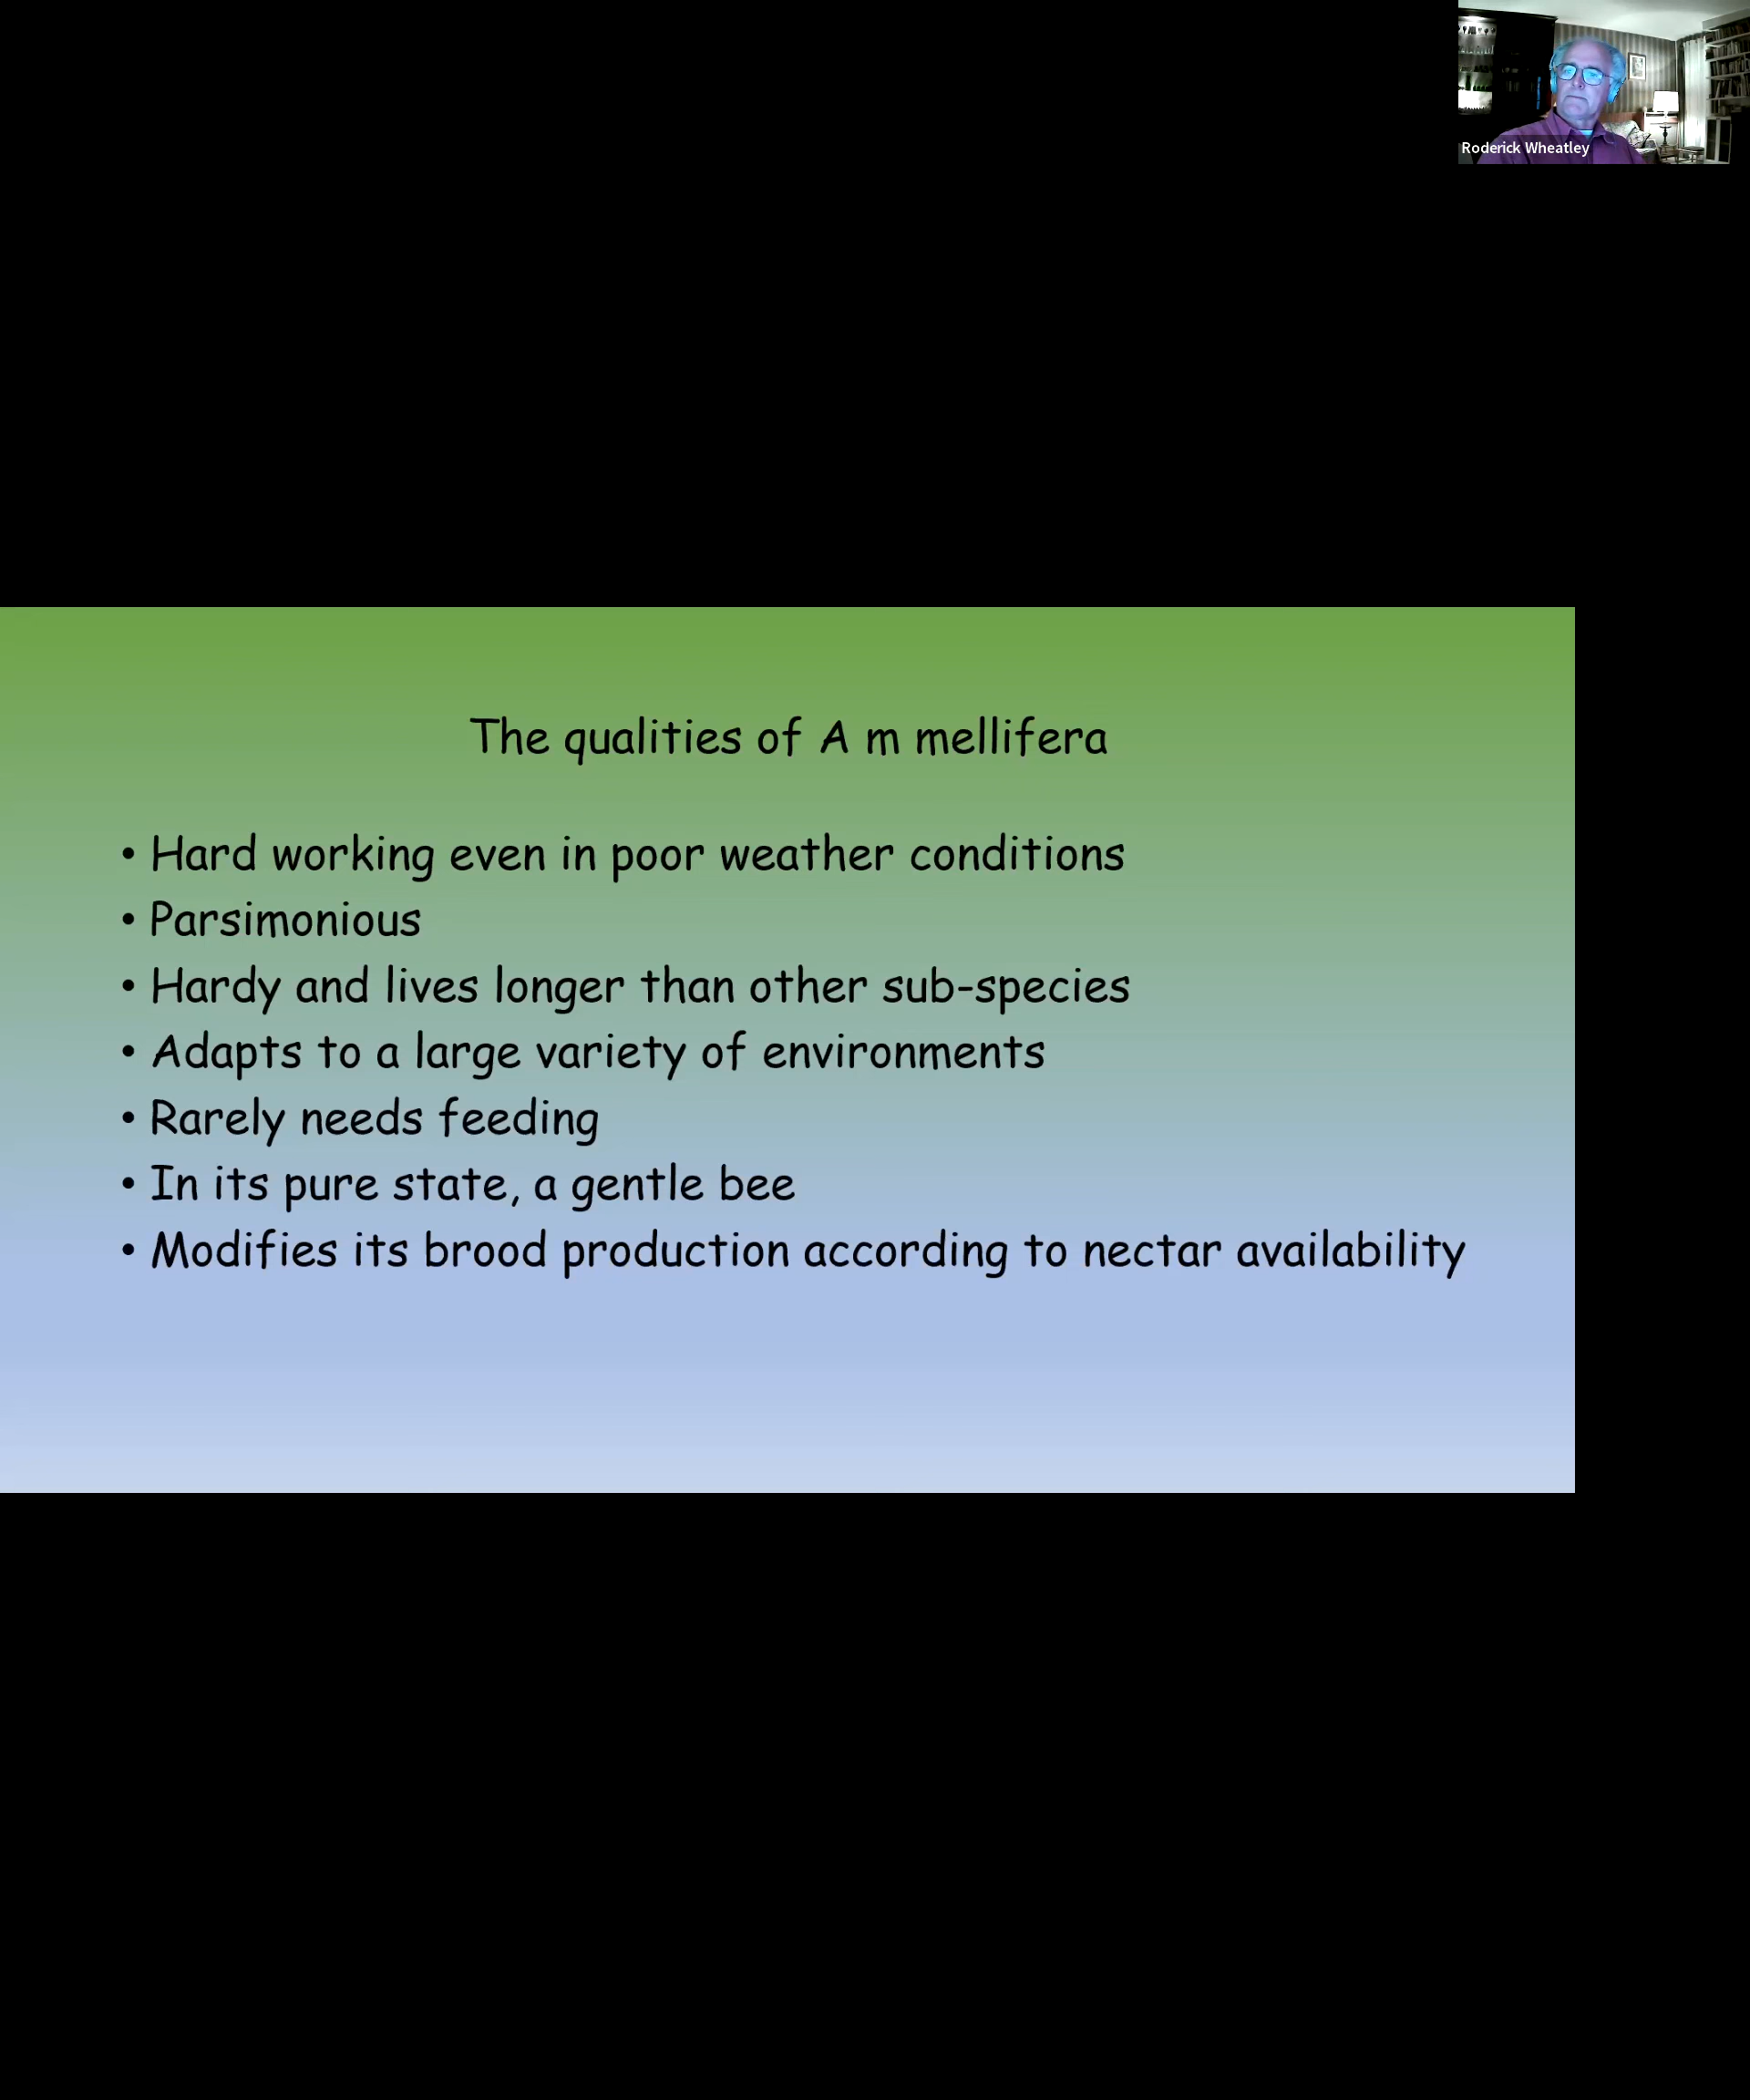 Roderick Wheatley
The qualities of A m mellifera
• Hard working even in poor weather conditions
• Parsimonious
• Hardy and lives longer than other sub-species
• Adapts to a large variety of environments
• Rarely needs feeding
• In its pure state, a gentle bee
• Modifies its brood production according to nectar availability